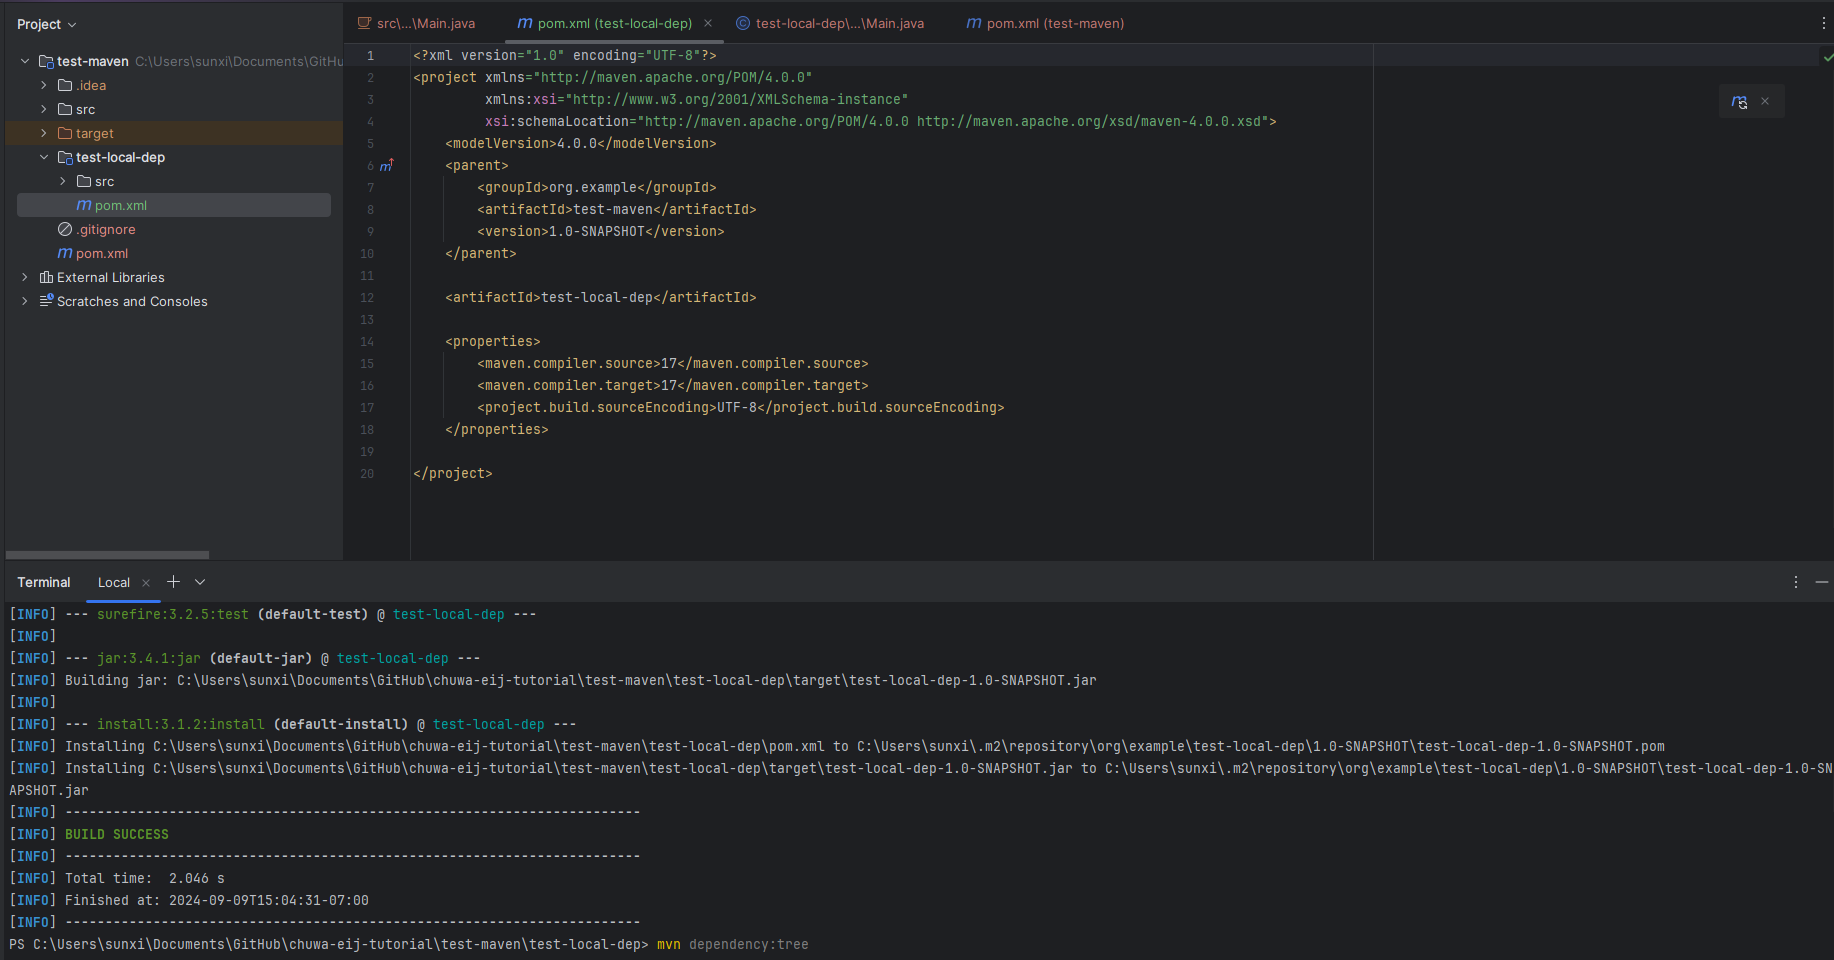 Project
src\...\Main.java
pom.xml (test-local-dep)
test-local-dep\...\Main.java
pom.xml (test-maven)
test-maven C:\Users\sunxi\Documents\GitHu
.idea
src
target
test-local-dep
src
pom.xml
.gitignore
pom.xml
External Libraries
Scratches and Consoles
1 <?xml version="1.0" encoding="UTF-8"?>
2 <project xmlns="http://maven.apache.org/POM/4.0.0"
3 xmlns:xsi="http://www.w3.org/2001/XMLSchema-instance"
4 xsi:schemaLocation="http://maven.apache.org/POM/4.0.0 http://maven.apache.org/xsd/maven-4.0.0.xsd">
5 <modelVersion>4.0.0</modelVersion>
6 <parent>
7 <groupId>org.example</groupId>
8 <artifactId>test-maven</artifactId>
9 <version>1.0-SNAPSHOT</version>
10 </parent>
11
12 <artifactId>test-local-dep</artifactId>
13
14 <properties>
15 <maven.compiler.source>17</maven.compiler.source>
16 <maven.compiler.target>17</maven.compiler.target>
17 <project.build.sourceEncoding>UTF-8</project.build.sourceEncoding>
18 </properties>
19
20 </project>
Terminal Local
[INFO] --- surefire:3.2.5:test (default-test) @ test-local-dep ---
[INFO]
[INFO] --- jar:3.4.1:jar (default-jar) @ test-local-dep ---
[INFO] Building jar: C:\Users\sunxi\Documents\GitHub\chuwa-eij-tutorial\test-maven\test-local-dep\target\test-local-dep-1.0-SNAPSHOT.jar
[INFO]
[INFO] --- install:3.1.2:install (default-install) @ test-local-dep ---
[INFO] Installing C:\Users\sunxi\Documents\GitHub\chuwa-eij-tutorial\test-maven\test-local-dep\pom.xml to C:\Users\sunxi\.m2\repository\org\example\test-local-dep\1.0-SNAPSHOT\test-local-dep-1.0-SNAPSHOT.pom
[INFO] Installing C:\Users\sunxi\Documents\GitHub\chuwa-eij-tutorial\test-maven\test-local-dep\target\test-local-dep-1.0-SNAPSHOT.jar to C:\Users\sunxi\.m2\repository\org\example\test-local-dep\1.0-SNAPSHOT\test-local-dep-1.0-SN
APSHOT.jar
[INFO] ------------------------------------------------------------------------
[INFO] BUILD SUCCESS
[INFO] ------------------------------------------------------------------------
[INFO] Total time:  2.046 s
[INFO] Finished at: 2024-09-09T15:04:31-07:00
[INFO] ------------------------------------------------------------------------
PS C:\Users\sunxi\Documents\GitHub\chuwa-eij-tutorial\test-maven\test-local-dep> mvn dependency:tree